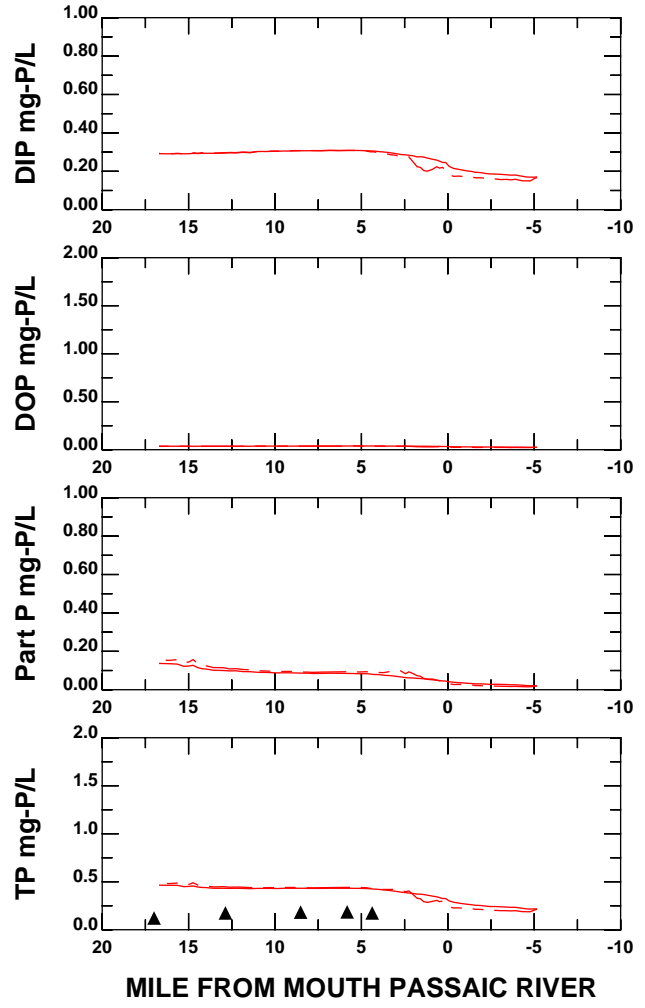 DIP mg-P/L
1.00
0.80
0.60
0.40
0.20
0.00
20 15 10 5 0 -5 -10
DOP mg-P/L
2.00
1.50
1.00
0.50
0.00
20 15 10 5 0 -5 -10
Part P mg-P/L
1.00
0.80
0.60
0.40
0.20
0.00
20 15 10 5 0 -5 -10
TP mg-P/L
2.0
1.5
1.0
0.5
0.0
20 15 10 5 0 -5 -10
MILE FROM MOUTH PASSAIC RIVER